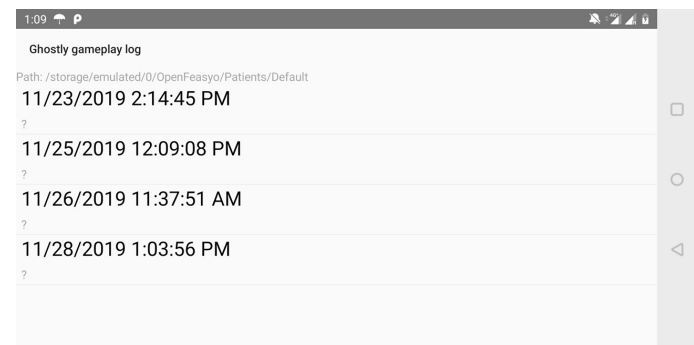 1:09
4G
Ghostly gameplay log
Path: /storage/emulated/0/OpenFeasyo/Patients/Default
11/23/2019 2:14:45 PM
?
11/25/2019 12:09:08 PM
?
11/26/2019 11:37:51 AM
?
11/28/2019 1:03:56 PM
?